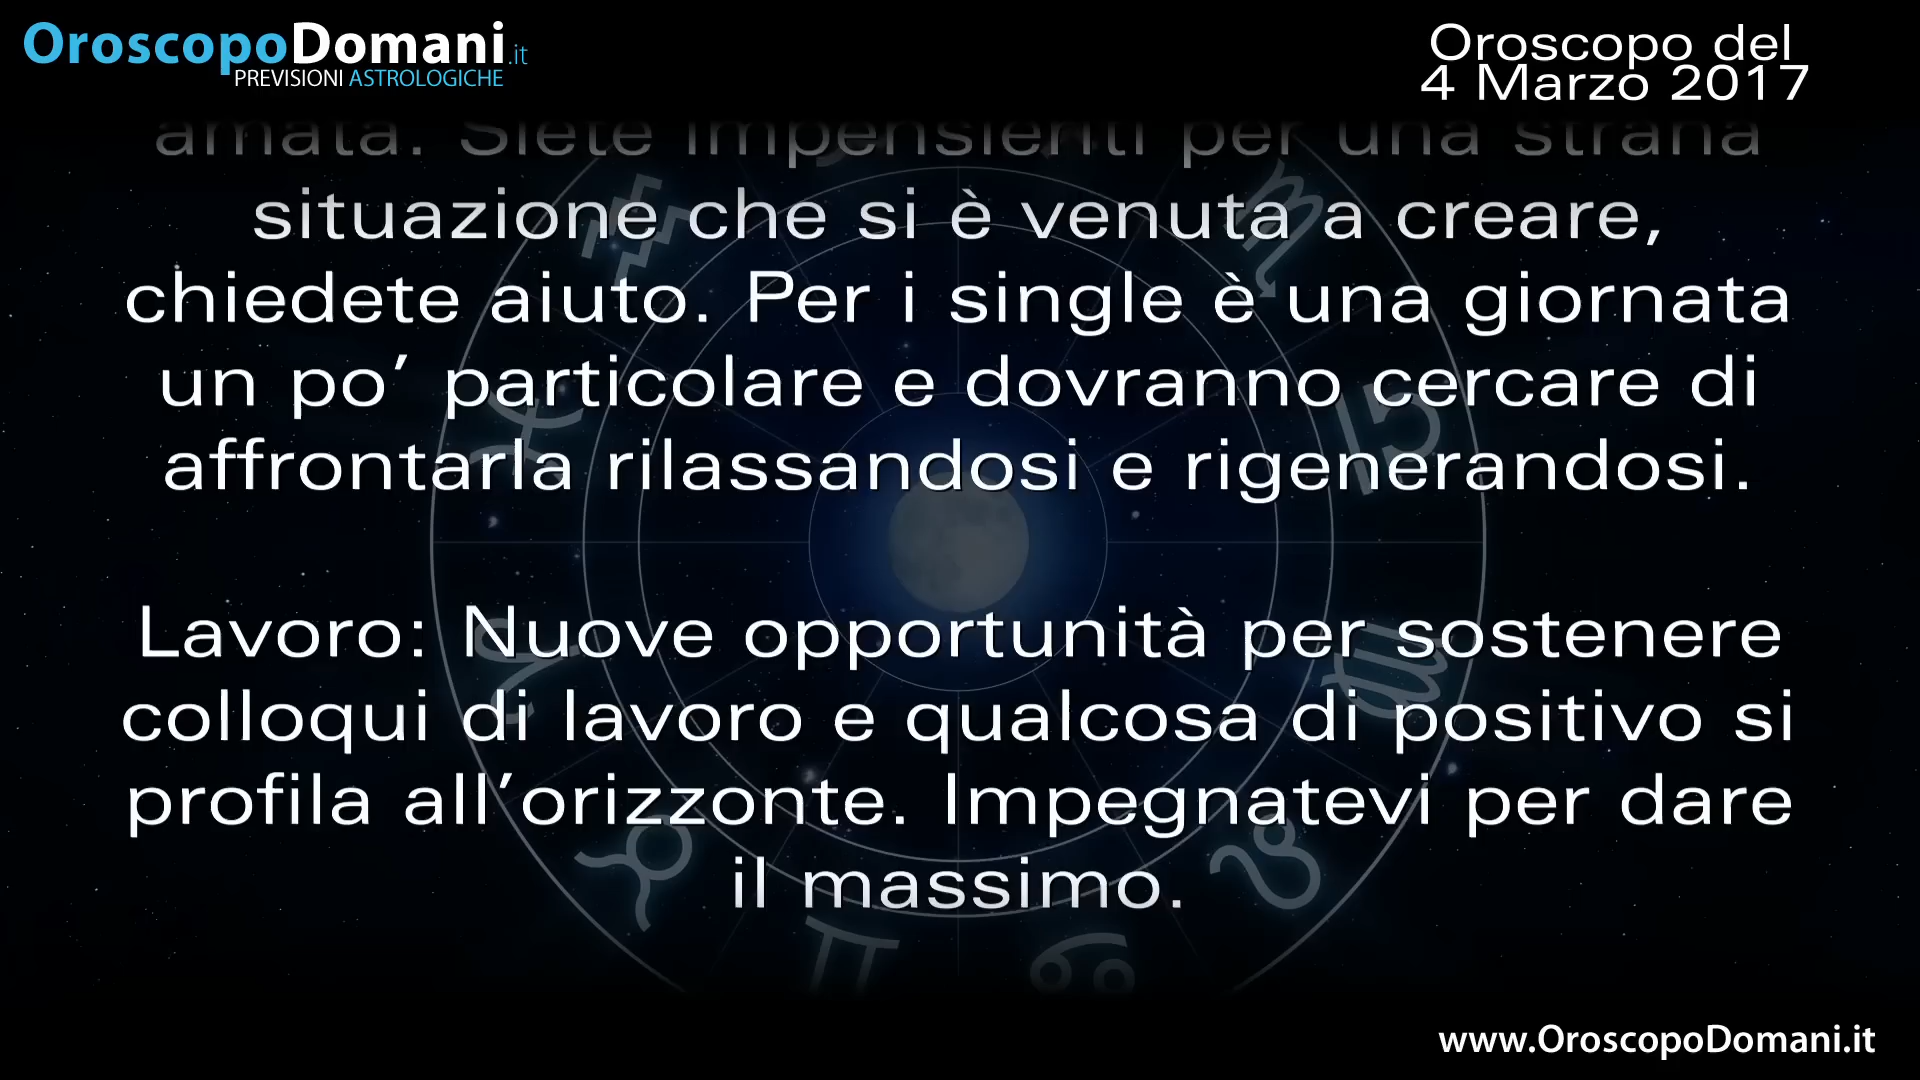 OroscopoDomani.it
PREVISIONI ASTROLOGICHE
Oroscopo del
4 Marzo 2017
amata. Siete impensieriti per una strana
situazione che si è venuta a creare,
chiedete aiuto. Per i single è una giornata
un po’ particolare e dovranno cercare di
affrontarla rilassandosi e rigenerandosi.
Lavoro: Nuove opportunità per sostenere
colloqui di lavoro e qualcosa di positivo si
profila all’orizzonte. Impegnatevi per dare
il massimo.
www.OroscopoDomani.it